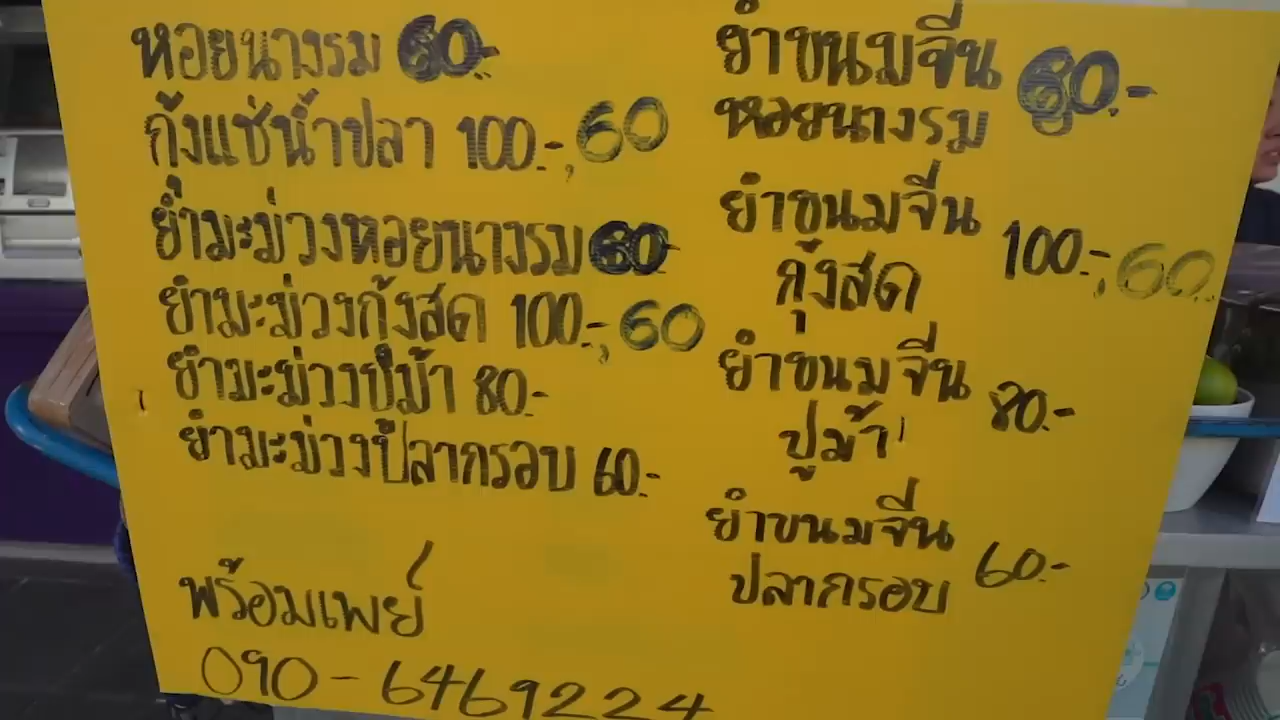 หอยนางรม 60.-
กุ้งแช่น้ำปลา 100.-, 60
ยำมะม่วงหอยนางรม 60-
ยำมะม่วงกุ้งสด 100.-, 60
ยำมะม่วงปูม้า 80.-
ยำมะม่วงปลากรอบ 60.-
พร้อมเพย์
090-6469224
ยำขนมจีน
หอยนางรม 60.-
ยำขนมจีน
กุ้งสด 100.-, 60.-
ยำขนมจีน
ปูม้า 80.-
ยำขนมจีน
ปลากรอบ 60.-